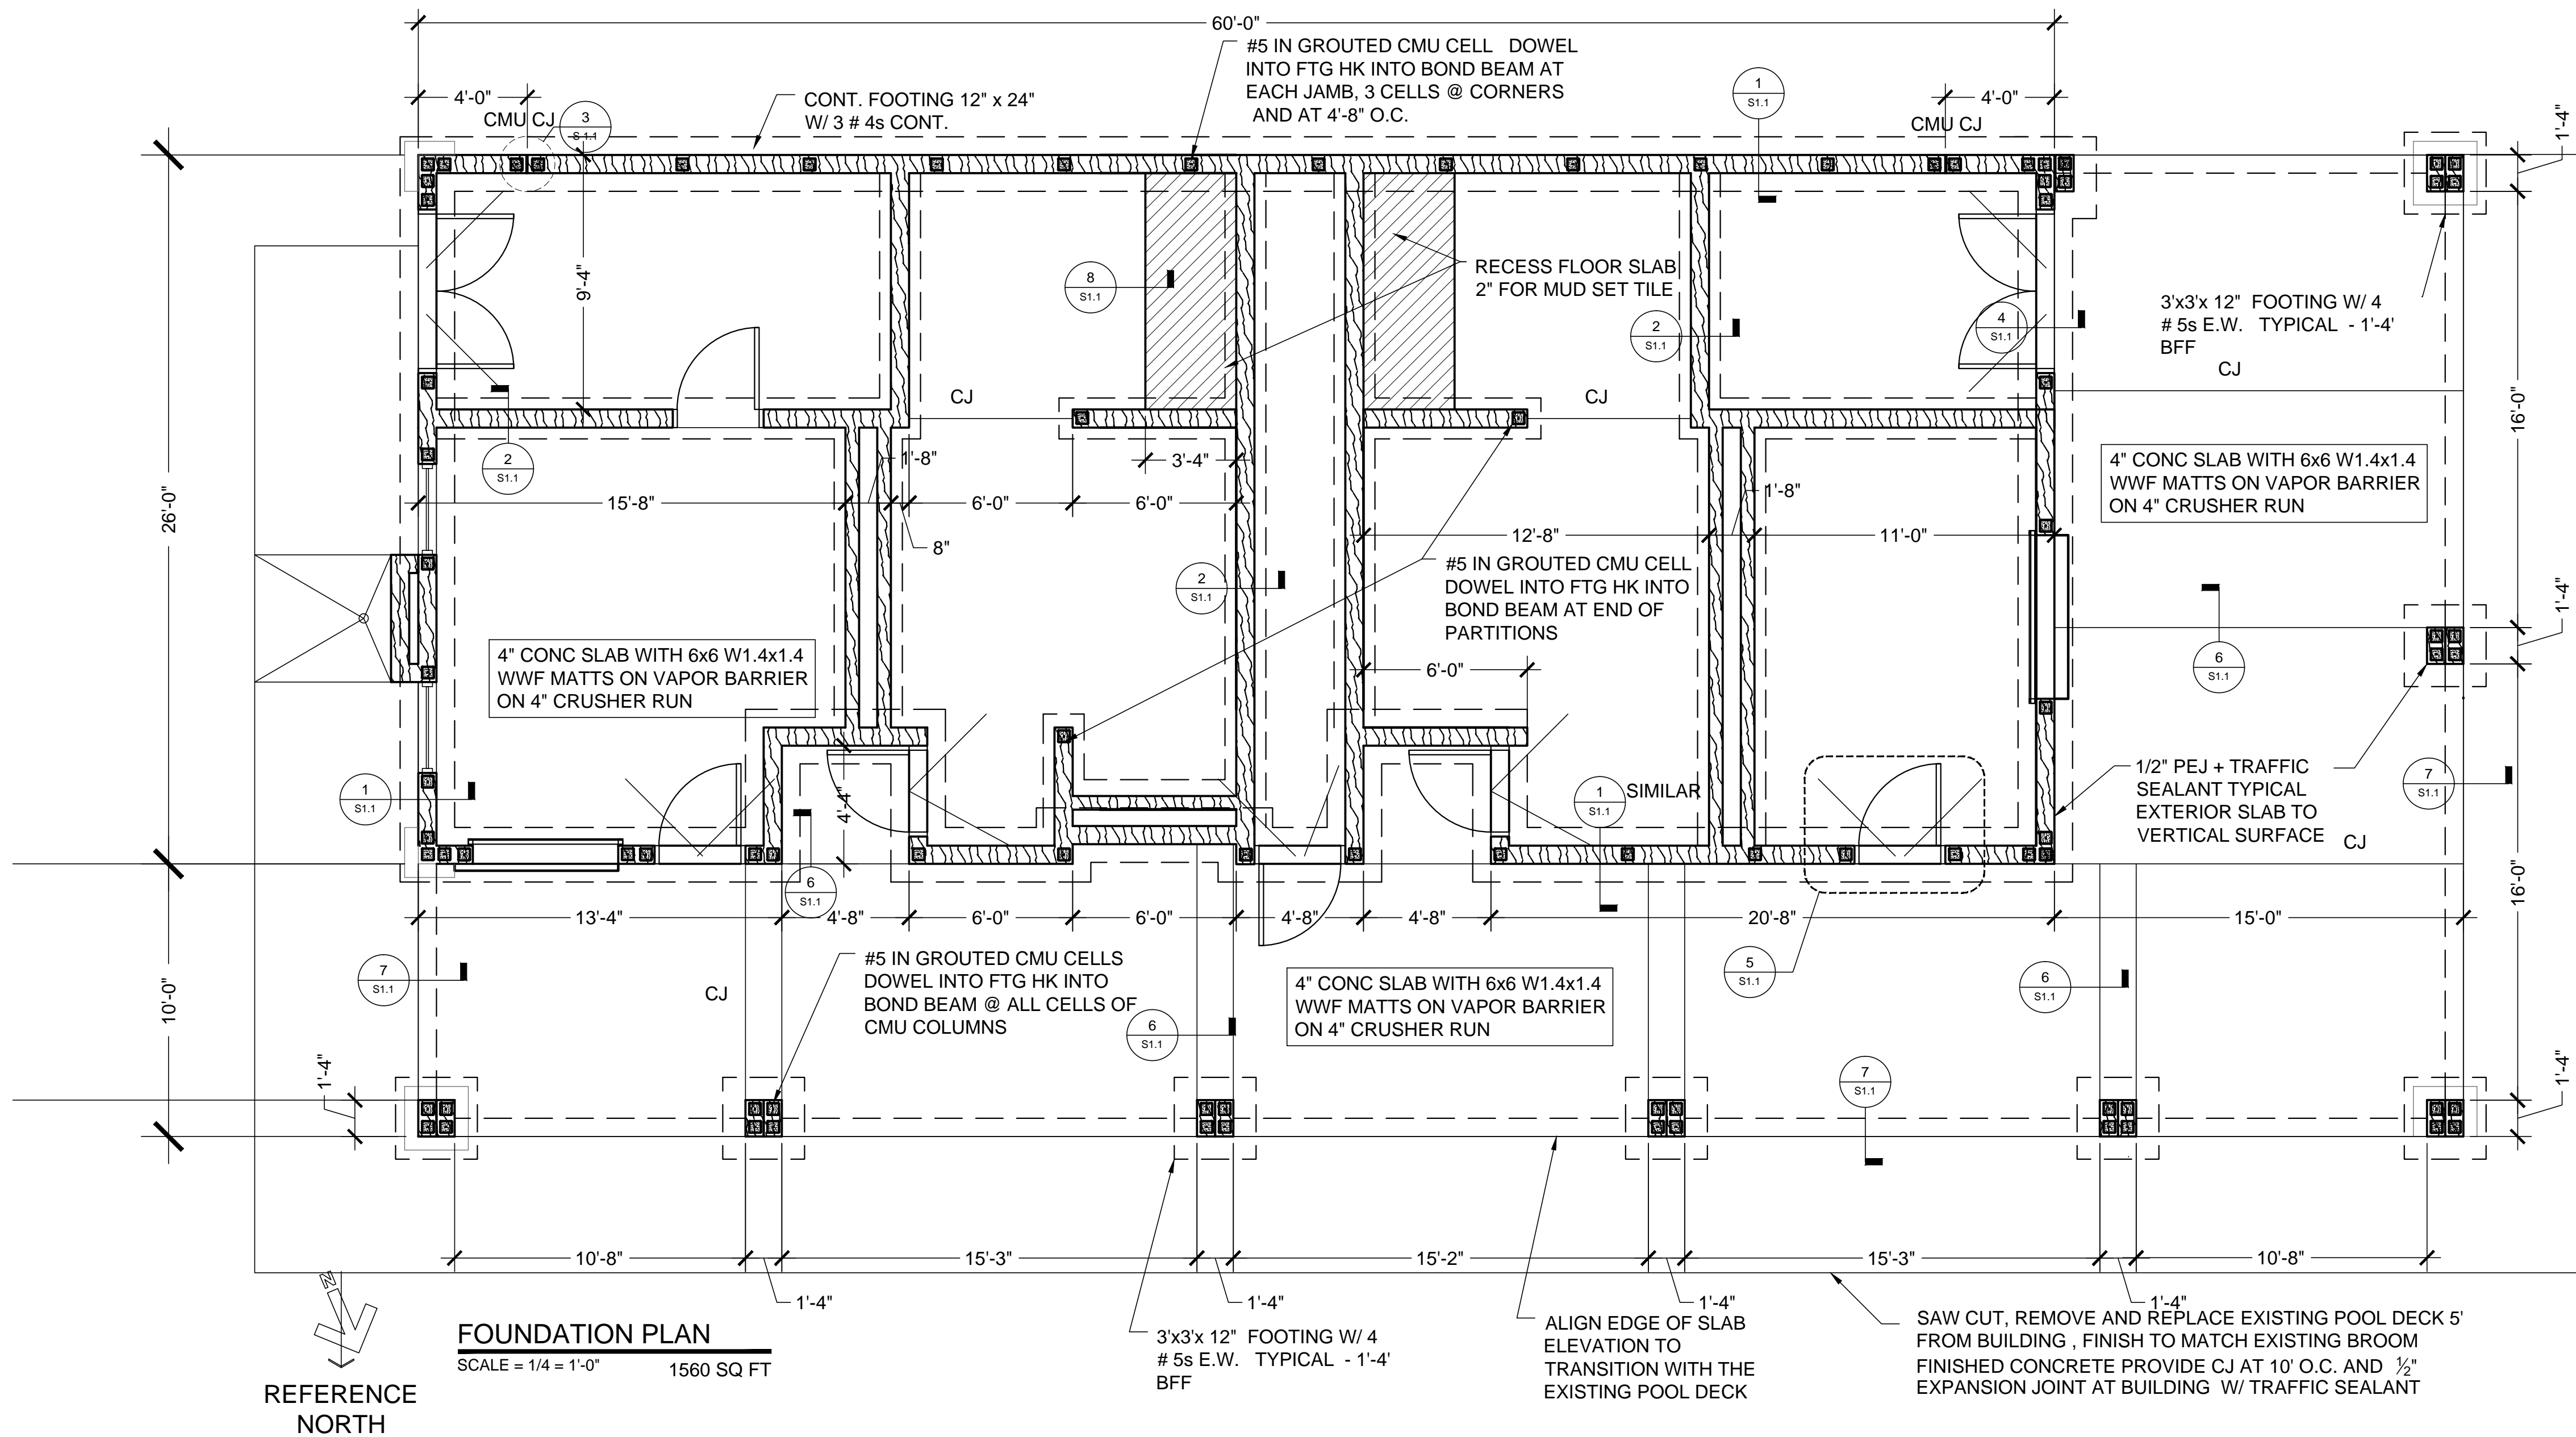 60'-0"
#5 IN GROUTED CMU CELL DOWEL
INTO FTG HK INTO BOND BEAM AT
EACH JAMB, 3 CELLS @ CORNERS
AND AT 4'-8" O.C.
4'-0"
CMU CJ
3
S 1.1
CONT. FOOTING 12" x 24"
W/ 3 # 4s CONT.
1
S1.1
4'-0"
CMU CJ
1'-4"
9'-4"
8
S1.1
RECESS FLOOR SLAB
2" FOR MUD SET TILE
2
S1.1
4
S1.1
3'x3'x 12" FOOTING W/ 4
# 5s E.W. TYPICAL - 1'-4'
BFF
CJ
CJ
CJ
16'-0"
26'-0"
2
S1.1
1'-8"
3'-4"
15'-8"
6'-0"
6'-0"
8"
1'-8"
12'-8"
11'-0"
4" CONC SLAB WITH 6x6 W1.4x1.4
WWF MATTS ON VAPOR BARRIER
ON 4" CRUSHER RUN
2
S1.1
#5 IN GROUTED CMU CELL
DOWEL INTO FTG HK INTO
BOND BEAM AT END OF
PARTITIONS
1'-4"
4" CONC SLAB WITH 6x6 W1.4x1.4
WWF MATTS ON VAPOR BARRIER
ON 4" CRUSHER RUN
6'-0"
6
S1.1
1
S1.1
4'-4"
1
S1.1
SIMILAR
1/2" PEJ + TRAFFIC
SEALANT TYPICAL
EXTERIOR SLAB TO
VERTICAL SURFACE
CJ
7
S1.1
6
S1.1
16'-0"
13'-4"
4'-8"
6'-0"
6'-0"
4'-8"
4'-8"
20'-8"
15'-0"
10'-0"
7
S1.1
CJ
#5 IN GROUTED CMU CELLS
DOWEL INTO FTG HK INTO
BOND BEAM @ ALL CELLS OF
CMU COLUMNS
6
S1.1
4" CONC SLAB WITH 6x6 W1.4x1.4
WWF MATTS ON VAPOR BARRIER
ON 4" CRUSHER RUN
5
S1.1
6
S1.1
7
S1.1
1'-4"
1'-4"
10'-8"
15'-3"
15'-2"
15'-3"
10'-8"
1'-4"
1'-4"
1'-4"
1'-4"
N
REFERENCE
NORTH
FOUNDATION PLAN
SCALE = 1/4 = 1'-0"
1560 SQ FT
3'x3'x 12" FOOTING W/ 4
# 5s E.W. TYPICAL - 1'-4'
BFF
ALIGN EDGE OF SLAB
ELEVATION TO
TRANSITION WITH THE
EXISTING POOL DECK
SAW CUT, REMOVE AND REPLACE EXISTING POOL DECK 5'
FROM BUILDING , FINISH TO MATCH EXISTING BROOM
FINISHED CONCRETE PROVIDE CJ AT 10' O.C. AND ½"
EXPANSION JOINT AT BUILDING W/ TRAFFIC SEALANT